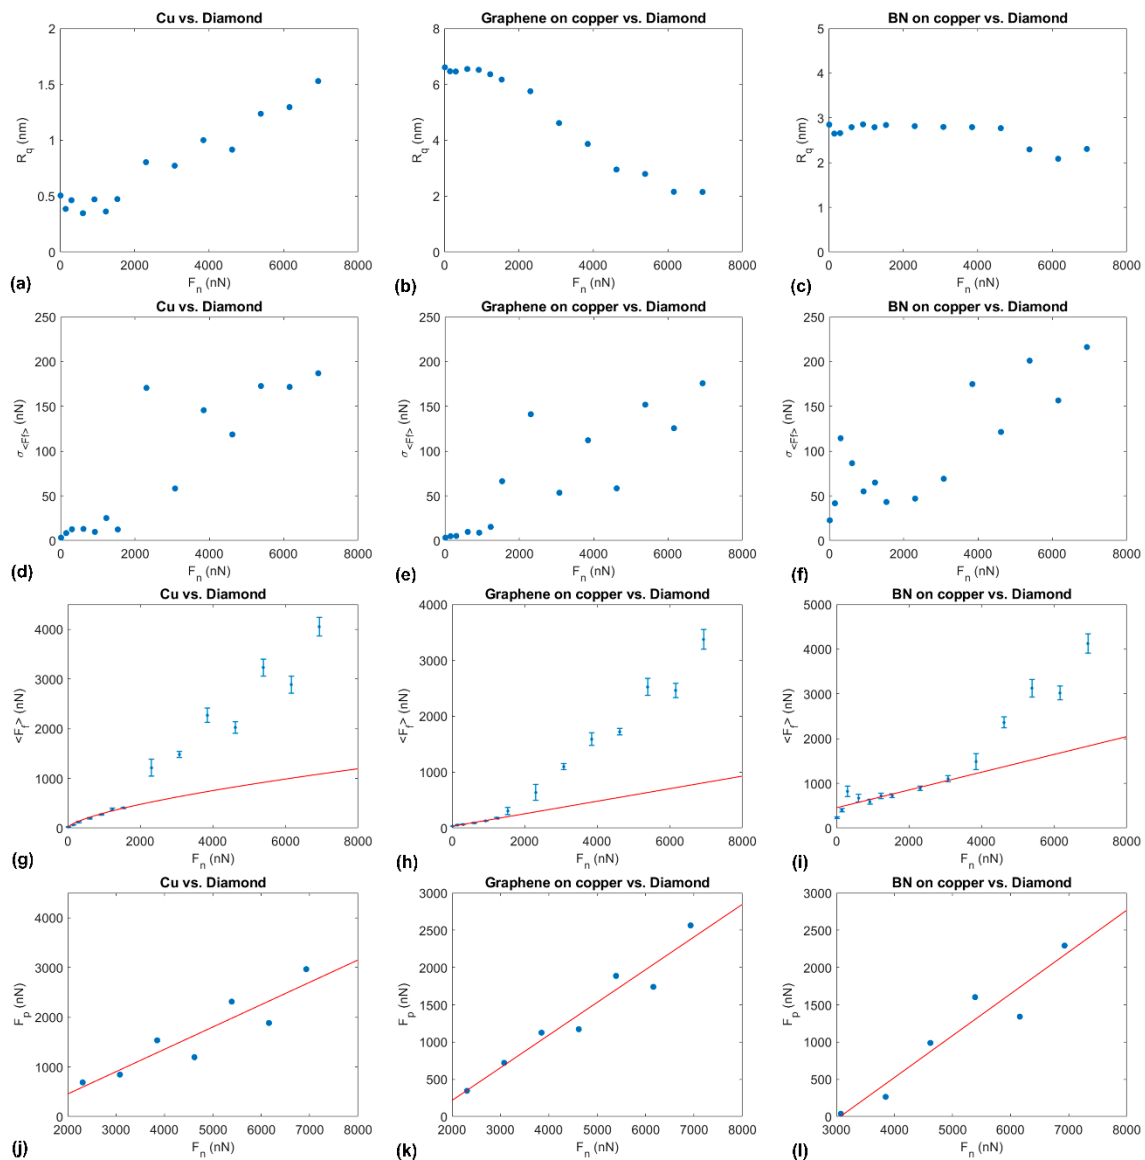 Cu vs. Diamond
2
1.5
1
0.5
0
R_q (nm)
0 2000 4000 6000 8000
F_n (nN)
(a)
Graphene on copper vs. Diamond
8
6
4
2
0
R_q (nm)
0 2000 4000 6000 8000
F_n (nN)
(b)
BN on copper vs. Diamond
5
4
3
2
1
0
R_q (nm)
0 2000 4000 6000 8000
F_n (nN)
(c)
Cu vs. Diamond
250
200
150
100
50
0
σ_<Ff> (nN)
0 2000 4000 6000 8000
F_n (nN)
(d)
Graphene on copper vs. Diamond
250
200
150
100
50
0
σ_<Ff> (nN)
0 2000 4000 6000 8000
F_n (nN)
(e)
BN on copper vs. Diamond
250
200
150
100
50
0
σ_<Ff> (nN)
0 2000 4000 6000 8000
F_n (nN)
(f)
Cu vs. Diamond
4000
3000
2000
1000
0
<F_f> (nN)
0 2000 4000 6000 8000
F_n (nN)
(g)
Graphene on copper vs. Diamond
4000
3000
2000
1000
0
<F_f> (nN)
0 2000 4000 6000 8000
F_n (nN)
(h)
BN on copper vs. Diamond
5000
4000
3000
2000
1000
0
<F_f> (nN)
0 2000 4000 6000 8000
F_n (nN)
(i)
Cu vs. Diamond
4000
3000
2000
1000
0
F_p (nN)
2000 3000 4000 5000 6000 7000 8000
F_n (nN)
(j)
Graphene on copper vs. Diamond
3000
2500
2000
1500
1000
500
0
F_p (nN)
2000 3000 4000 5000 6000 7000 8000
F_n (nN)
(k)
BN on copper vs. Diamond
3000
2500
2000
1500
1000
500
0
F_p (nN)
3000 4000 5000 6000 7000 8000
F_n (nN)
(l)